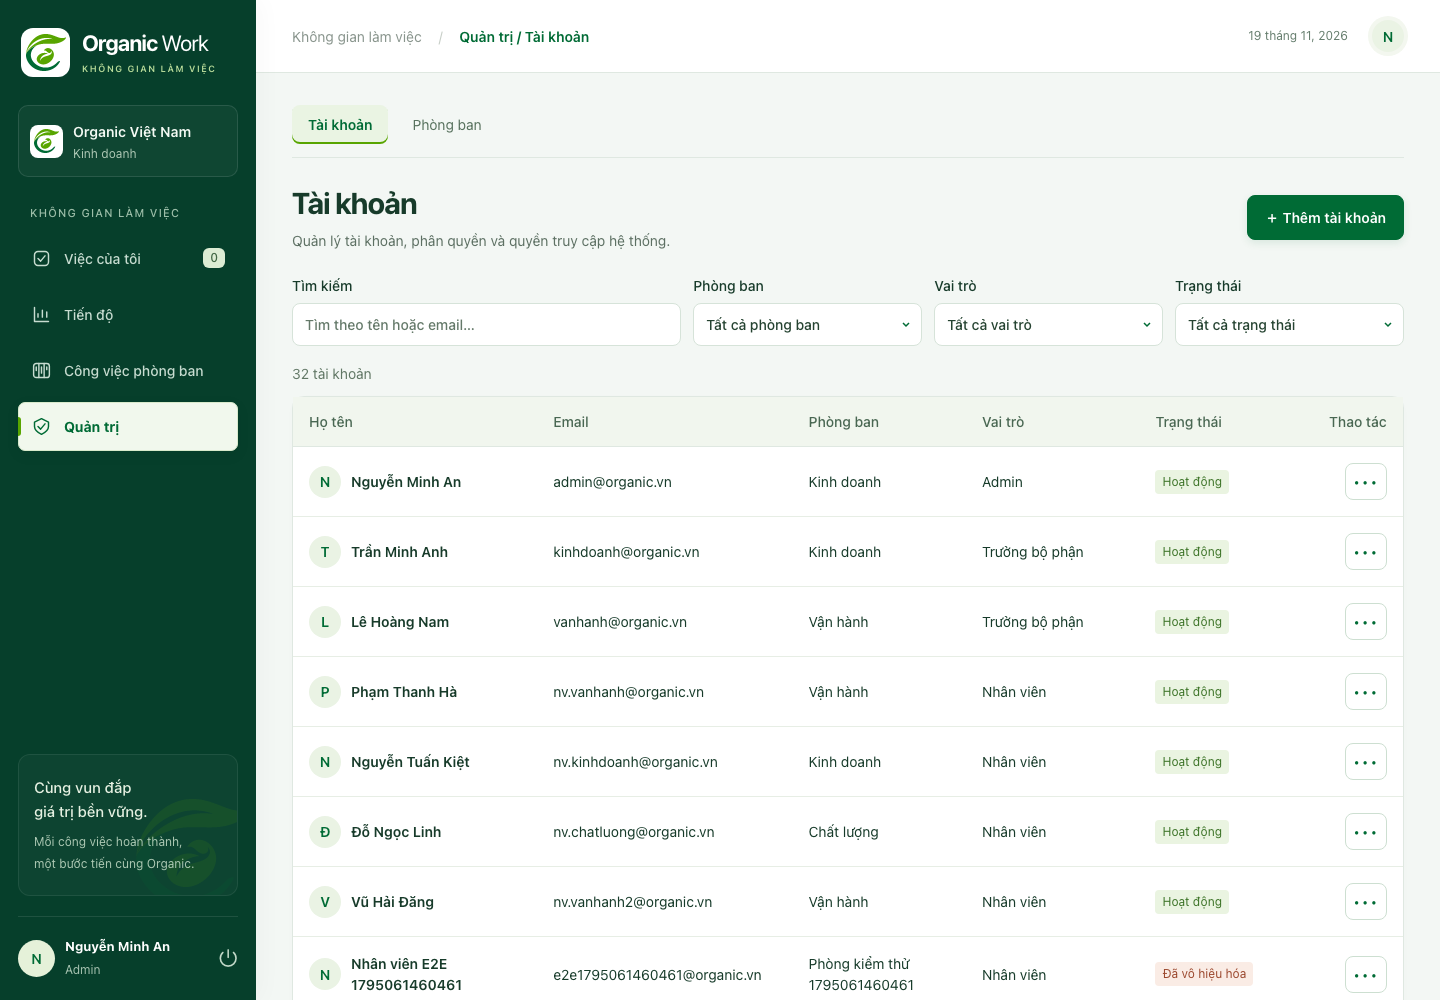 Organic Work
KHÔNG GIAN LÀM VIỆC
Organic Việt Nam
Kinh doanh
KHÔNG GIAN LÀM VIỆC
Việc của tôi
0
Tiến độ
Công việc phòng ban
Quản trị
Cùng vun đắp
giá trị bền vững.
Mỗi công việc hoàn thành,
một bước tiến cùng Organic.
N
Nguyễn Minh An
Admin
Không gian làm việc / Quản trị / Tài khoản
19 tháng 11, 2026
N
Tài khoản
Phòng ban
Tài khoản
Quản lý tài khoản, phân quyền và quyền truy cập hệ thống.
+ Thêm tài khoản
Tìm kiếm
Tìm theo tên hoặc email...
Phòng ban
Tất cả phòng ban
Vai trò
Tất cả vai trò
Trạng thái
Tất cả trạng thái
32 tài khoản
Họ tên Email Phòng ban Vai trò Trạng thái Thao tác
N Nguyễn Minh An admin@organic.vn Kinh doanh Admin Hoạt động
T Trần Minh Anh kinhdoanh@organic.vn Kinh doanh Trưởng bộ phận Hoạt động
L Lê Hoàng Nam vanhanh@organic.vn Vận hành Trưởng bộ phận Hoạt động
P Phạm Thanh Hà nv.vanhanh@organic.vn Vận hành Nhân viên Hoạt động
N Nguyễn Tuấn Kiệt nv.kinhdoanh@organic.vn Kinh doanh Nhân viên Hoạt động
Đ Đỗ Ngọc Linh nv.chatluong@organic.vn Chất lượng Nhân viên Hoạt động
V Vũ Hải Đăng nv.vanhanh2@organic.vn Vận hành Nhân viên Hoạt động
N Nhân viên E2E 1795061460461 e2e1795061460461@organic.vn Phòng kiểm thử 1795061460461 Nhân viên Đã vô hiệu hóa